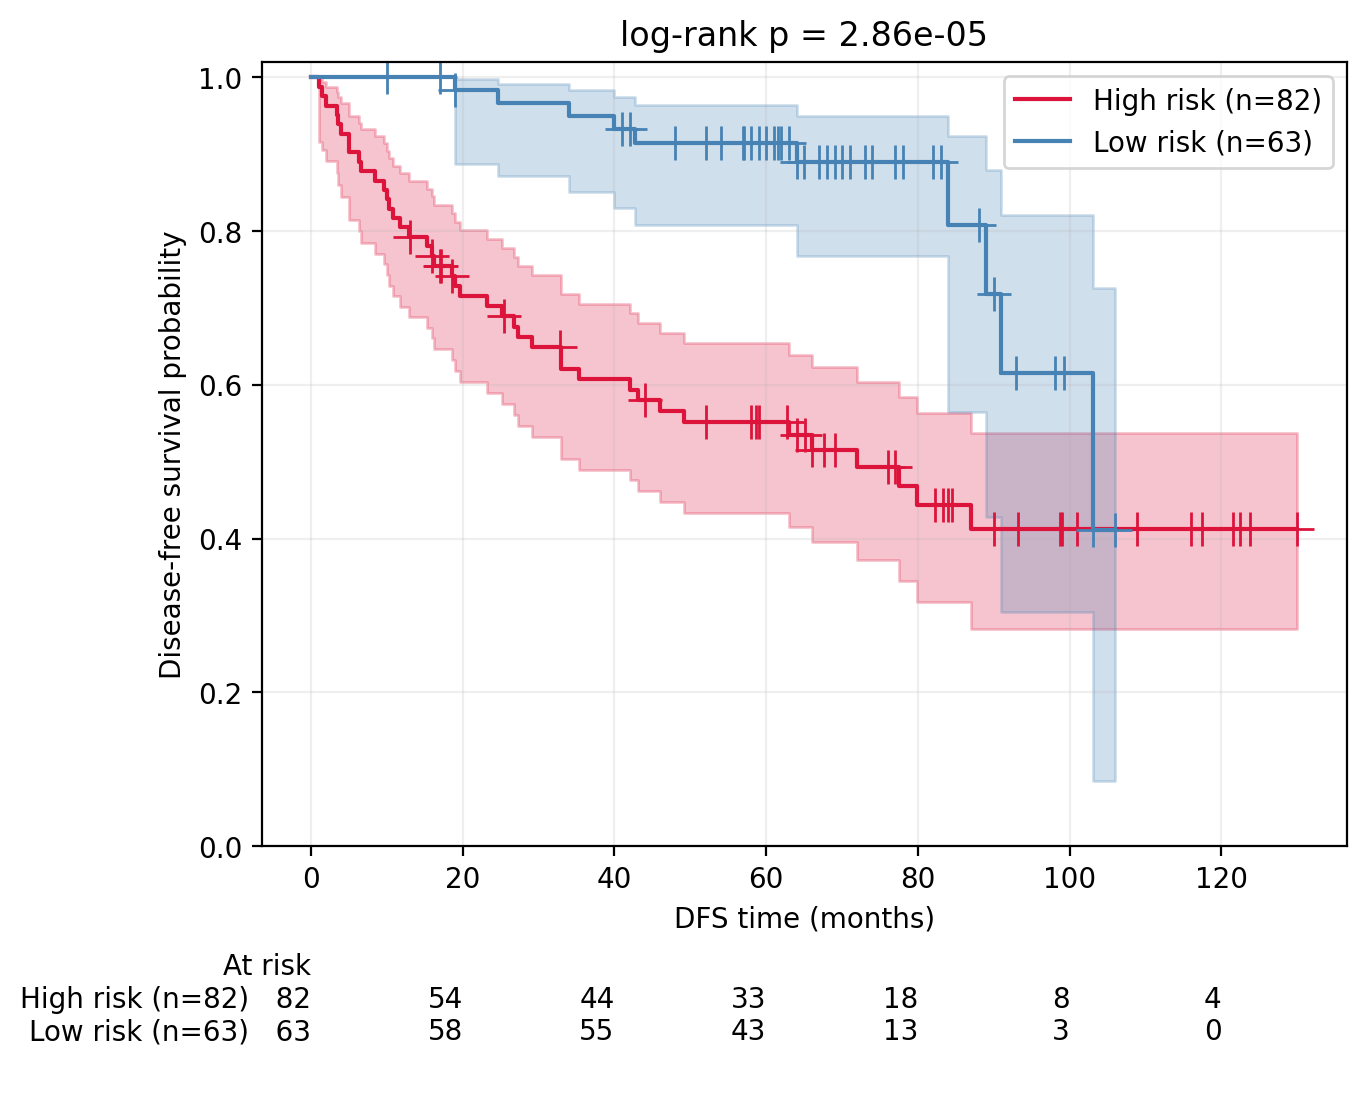 log-rank p = 2.86e-05
High risk (n=82)
Low risk (n=63)
Disease-free survival probability
1.0
0.8
0.6
0.4
0.2
0.0
0 20 40 60 80 100 120
DFS time (months)
At risk
High risk (n=82) 82 54 44 33 18 8 4
Low risk (n=63) 63 58 55 43 13 3 0